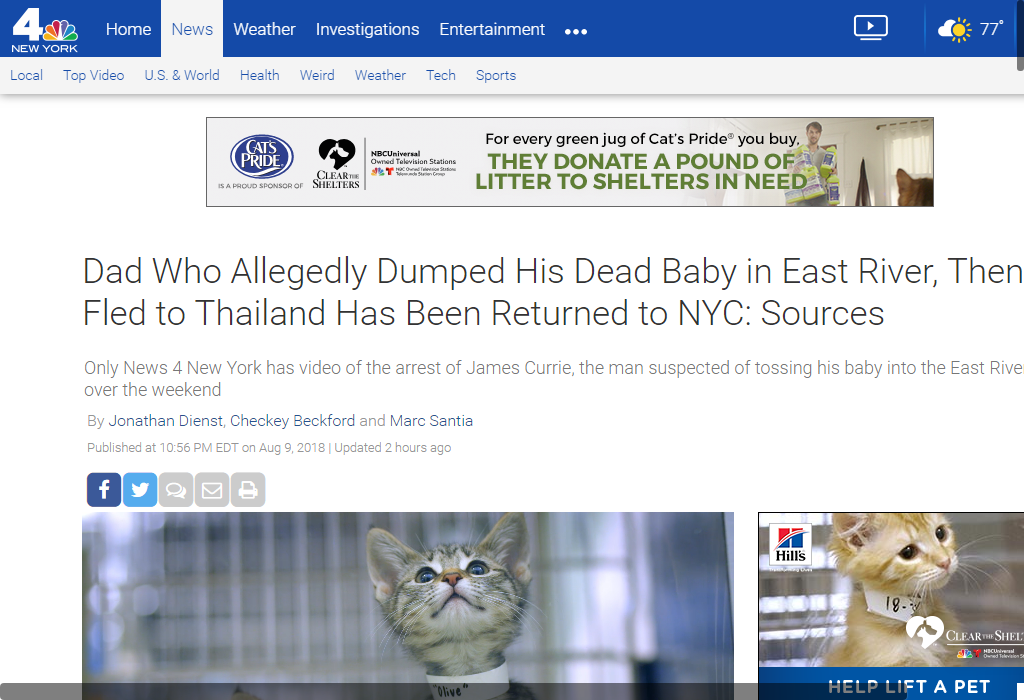 4
NEW YORK
Home News Weather Investigations Entertainment •••
77°
Local Top Video U.S. & World Health Weird Weather Tech Sports
CAT'S PRIDE
IS A PROUD SPONSOR OF
CLEAR THE SHELTERS
NBCUniversal
Owned Television Stations
NBC Owned Television Stations
Telemundo Station Group
For every green jug of Cat's Pride® you buy,
THEY DONATE A POUND OF
LITTER TO SHELTERS IN NEED
Dad Who Allegedly Dumped His Dead Baby in East River, Then
Fled to Thailand Has Been Returned to NYC: Sources
Only News 4 New York has video of the arrest of James Currie, the man suspected of tossing his baby into the East Rive
over the weekend
By Jonathan Dienst, Checkey Beckford and Marc Santia
Published at 10:56 PM EDT on Aug 9, 2018 | Updated 2 hours ago
"Olive"
Hill's
18-
CLEAR THE SHELT
NBCUniversal
Owned Television S
HELP LIFT A PET